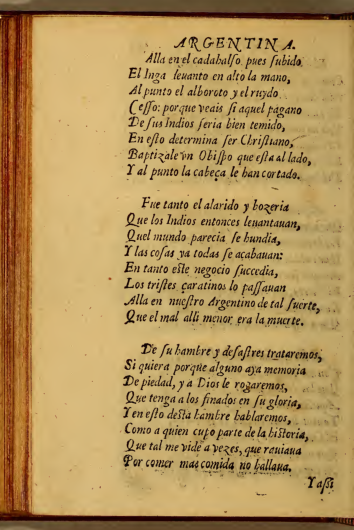 ARGENTINA.
Alla en el cadahalſo, pues ſubido
El Inga leuanto en alto la mano,
Al punto el alboroto y el ruydo
Ceſſo: porque veais ſi aquel pagano
De ſus Indios ſeria bien temido,
En eſto determina ſer Chriſtiano,
Baptizale vn Obiſpo que eſta al lado,
Y al punto la cabeça le han cortado.
Fue tanto el alarido y bozeria
Que los Indios entonces leuantauan,
Quel mundo parecia ſe hundia,
Y las coſas ya todas ſe acabauan:
En tanto eſte negocio ſuccedia,
Los triſtes çaratinos lo paſſauan
Alla en nueſtro Argentino de tal ſuerte,
Que el mal alli menor era la muerte.
De ſu hambre y deſaſtres trataremos,
Si quiera porque alguno aya memoria
De piedad, y a Dios le rogaremos,
Que tenga a los finados en ſu gloria,
Y en eſto deſta hambre hablaremos,
Como a quien cupo parte de la hiſtoria,
Que tal me vide a vezes, que rauiaua
Por comer mas comida no hallaua.
Y aſſi